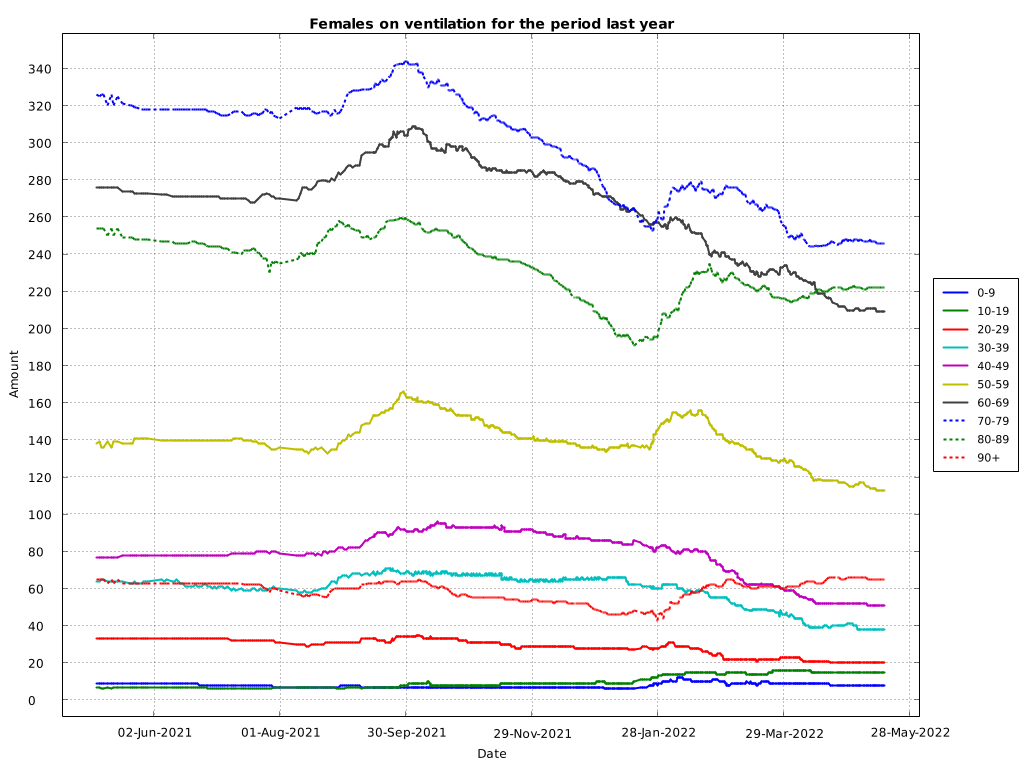 Females on ventilation for the period last year
340
320
300
280
260
240
220
200
180
160
140
120
100
80
60
40
20
0
Amount
02-Jun-2021
01-Aug-2021
30-Sep-2021
29-Nov-2021
28-Jan-2022
29-Mar-2022
28-May-2022
Date
0-9
10-19
20-29
30-39
40-49
50-59
60-69
70-79
80-89
90+